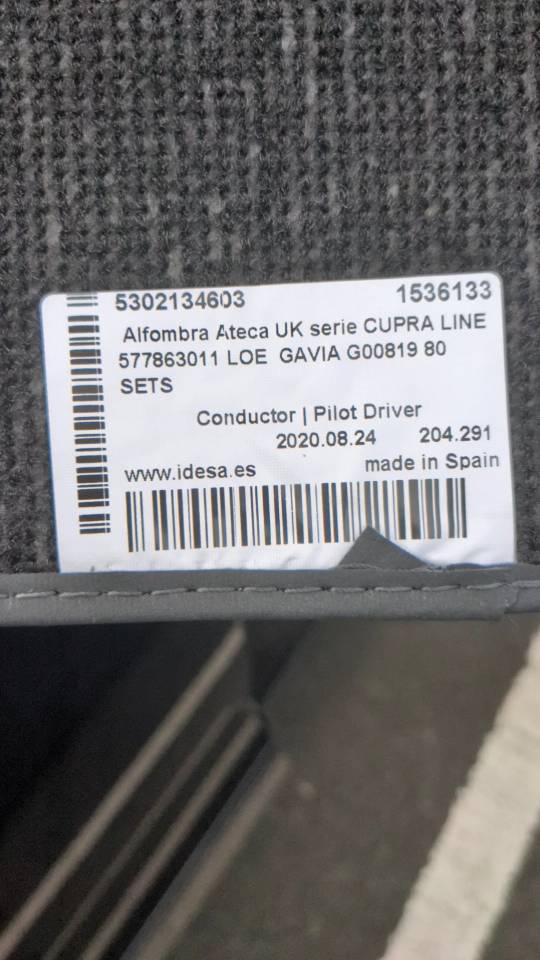 5302134603 1536133
Alfombra Ateca UK serie CUPRA LINE
577863011 LOE GAVIA G00819 80
SETS
Conductor | Pilot Driver
2020.08.24 204.291
www.idesa.es made in Spain